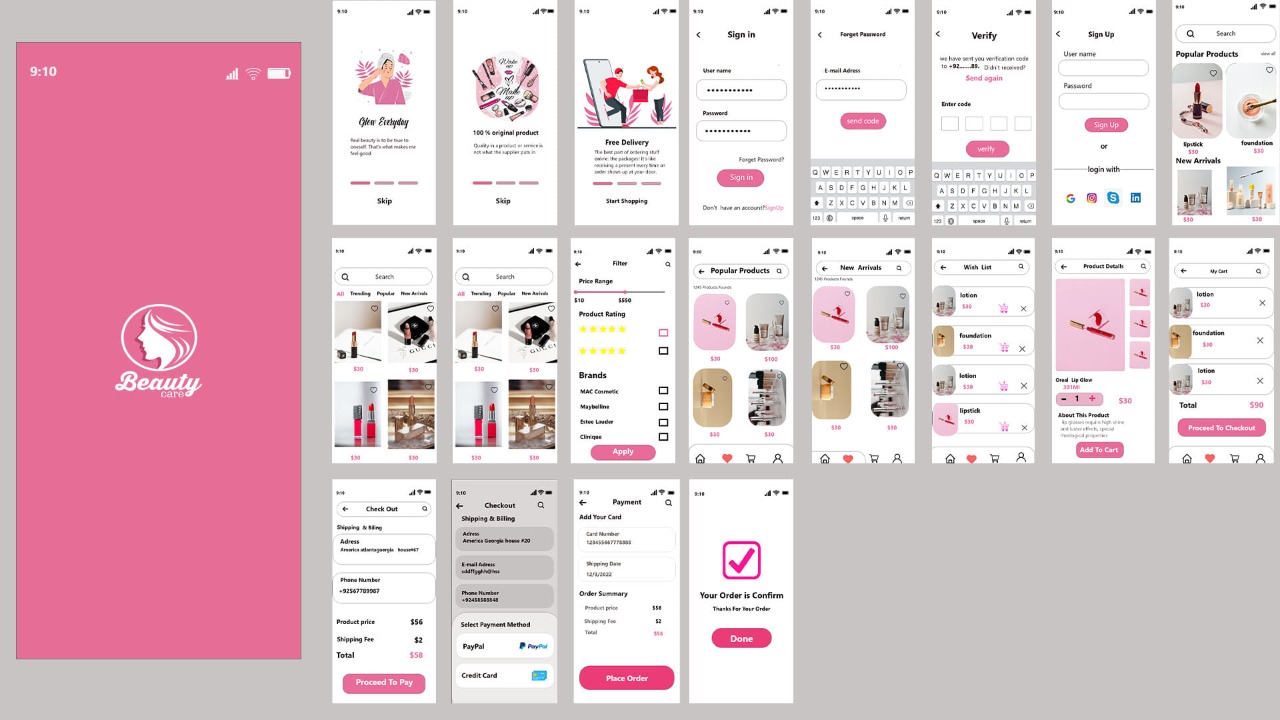 9:10
Beauty
care
9:10
Glow Everyday
Real beauty is to be true to
oneself. That's what makes me
feel good
Skip
9:10
Wake
up
Make
up
100 % original product
Quality in a product or service is
not what the supplier puts in
Skip
9:10
Free Delivery
The best part of ordering stuff
online: the packages! It's like
receiving a present every time an
order shows up at your door.
Start Shopping
9:10
Sign in
User name
Password
Forget Password?
Sign in
Don't have an account?SignUp
9:10
Forget Password
E-mail Adress
send code
Q W E R T Y U I O P
A S D F G H J K L
Z X C V B N M
123 space return
9:10
Verify
we have sent you verification code
to +92......89. Didn't received?
Send again
Enter code
verify
Q W E R T Y U I O P
A S D F G H J K L
Z X C V B N M
123 space return
9:10
Sign Up
User name
Password
Sign Up
or
login with
9:10
Search
Popular Products view all
lipstick foundation
$30 $30
New Arrivals
$30 $30
9:10
Search
All Trending Popular New Arrivals
GUCCI
$30 $30
$30 $30
9:10
Search
All Trending Popular New Arrivals
GUCCI
$30 $30
$30 $30
9:10
Filter
Price Range
$10 $550
Product Rating
Brands
MAC Cosmetic
Maybelline
Estee Lauder
Clinique
Apply
9:10
Popular Products
1245 Products Founds
$30 $100
$30 $30
9:10
New Arrivals
1245 Products Founds
$30 $100
$30 $30
9:10
Wish List
lotion
$30
foundation
$30
lotion
$30
lipstick
$30
9:10
Product Details
Oreal Lip Glow
- 1 + $30
About This Product
lip glosses require high shine
and luster effects, special
rheological properties
Add To Cart
9:10
My Cart
lotion
$30
foundation
$30
lotion
$30
Total $90
Proceed To Checkout
9:10
Check Out
Shipping & Biling
Adress
America atlantageorgia house#67
Phone Number
+92567789987
Product price $56
Shipping Fee $2
Total $58
Proceed To Pay
9:10
Checkout
Shipping & Biling
Adress
America Georgia house #20
E-mail Adress
sddffgghh@hss
Phone Number
+92458589848
Select Payment Method
PayPal PayPal
Credit Card
9:10
Payment
Add Your Card
Card Number
Shipping Date
12/3/2022
Order Summary
Product price $56
Shipping Fee $2
Total $56
Place Order
9:10
Your Order is Confirm
Thanks For Your Order
Done